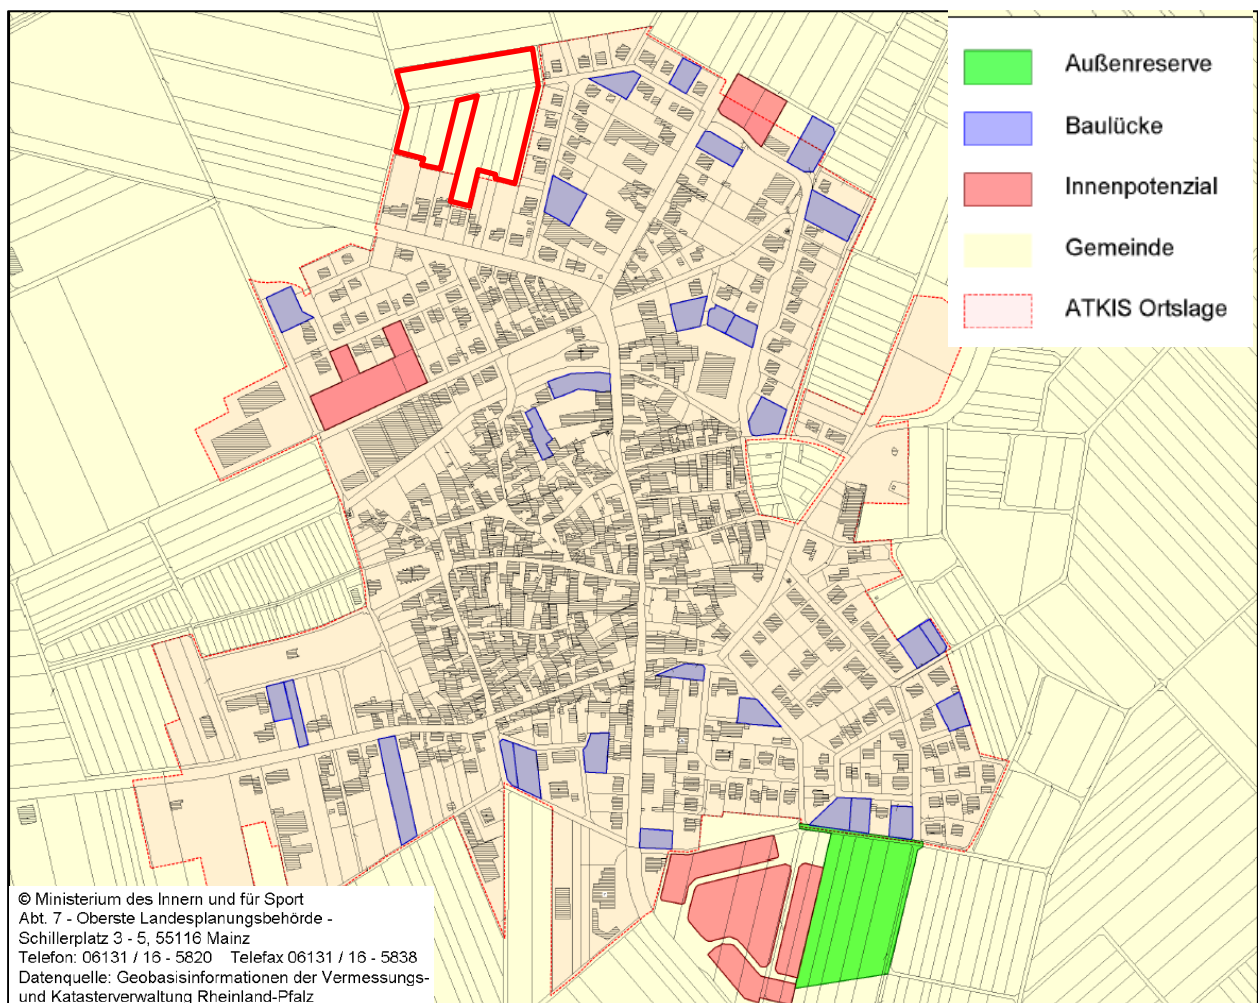 Außenreserve
Baulücke
Innenpotenzial
Gemeinde
ATKIS Ortslage
© Ministerium des Innern und für Sport
Abt. 7 - Oberste Landesplanungsbehörde -
Schillerplatz 3 - 5, 55116 Mainz
Telefon: 06131 / 16 - 5820 Telefax 06131 / 16 - 5838
Datenquelle: Geobasisinformationen der Vermessungs-
und Katasterverwaltung Rheinland-Pfalz